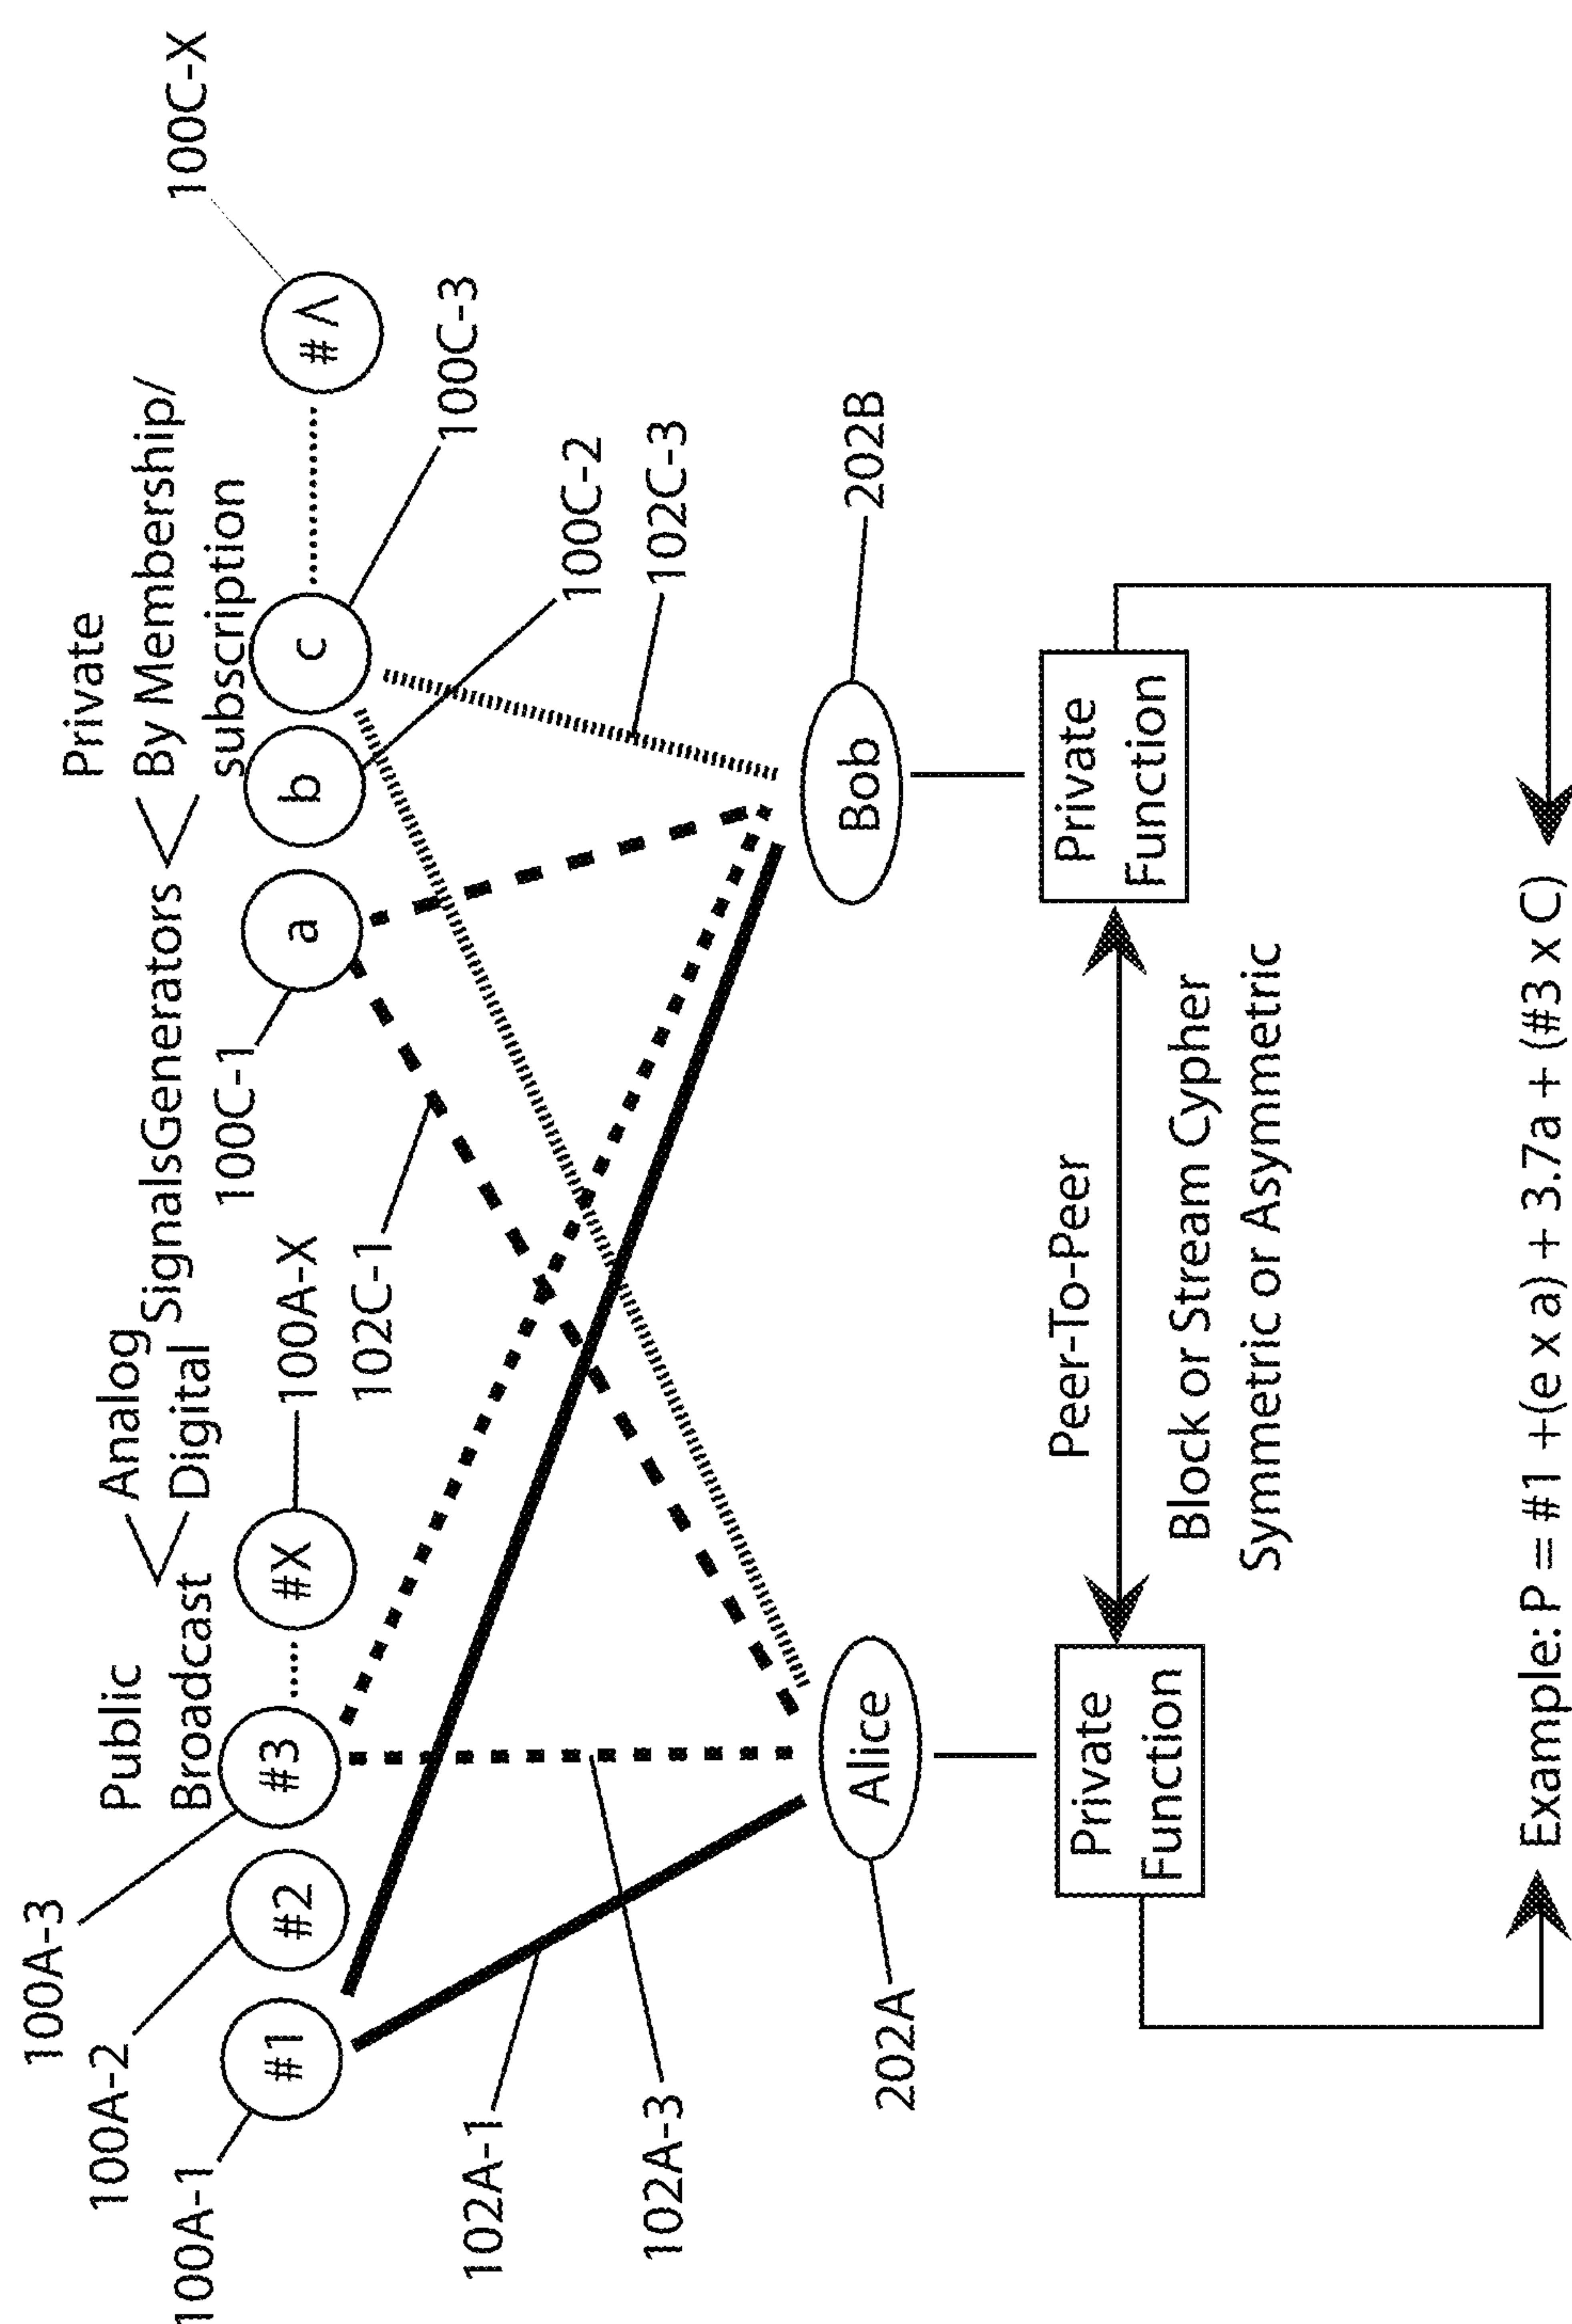 Public
Broadcast
Analog
Digital
SignalsGenerators
Private
By Membership/
subscription
100A-3
100A-2
100A-1
#1
#2
#3
#X
100A-X
100C-1
a
b
c
# Λ
100C-X
100C-3
100C-2
102C-3
102C-1
102A-1
102A-3
202A
Alice
Bob
202B
Private
Function
Peer-To-Peer
Block or Stream Cypher
Symmetric or Asymmetric
Private
Function
Example: P = #1 +(e x a) + 3.7a + (#3 x C)